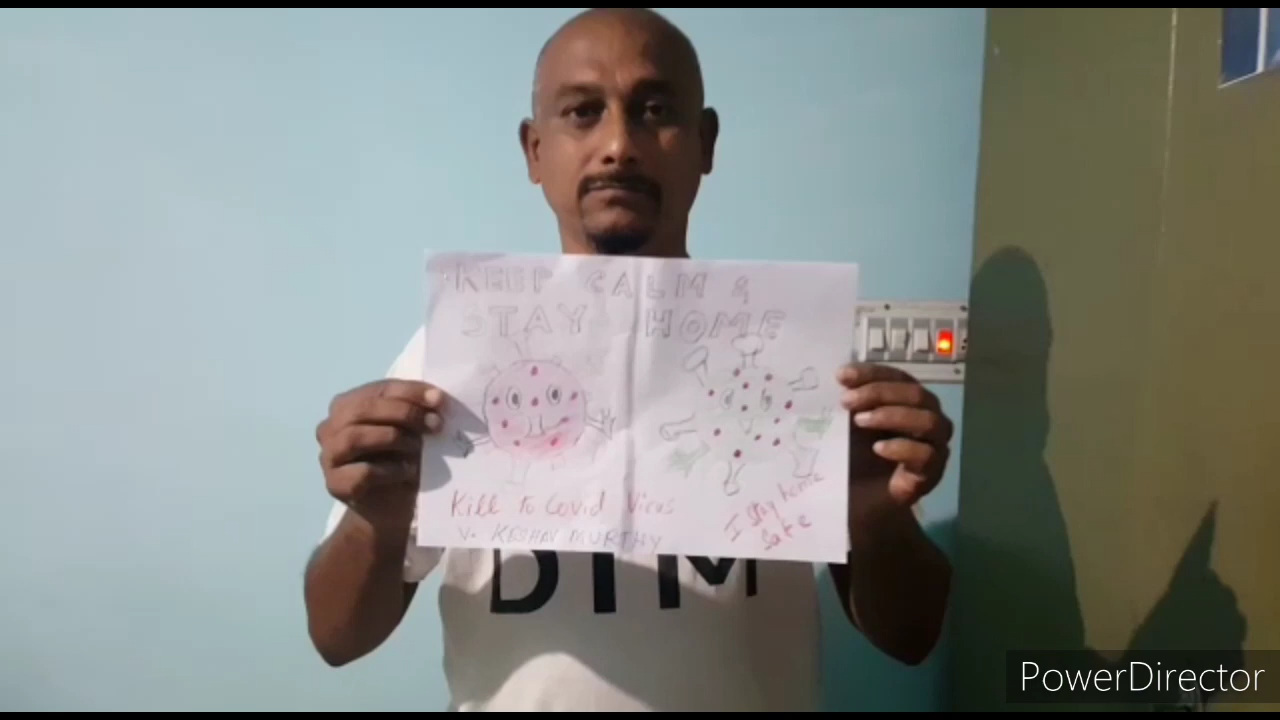 KEEP CALM &
STAY HOME
Kill to Covid Virus
V. KESHAV MURTHY
I stay home
Safe
DTM
PowerDirector